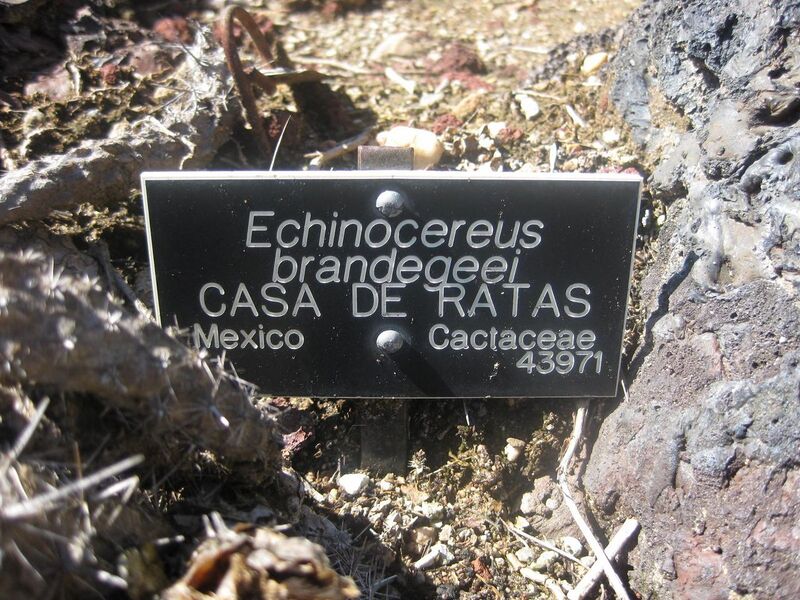 Echinocereus
brandegeei
CASA DE RATAS
Mexico Cactaceae
43971